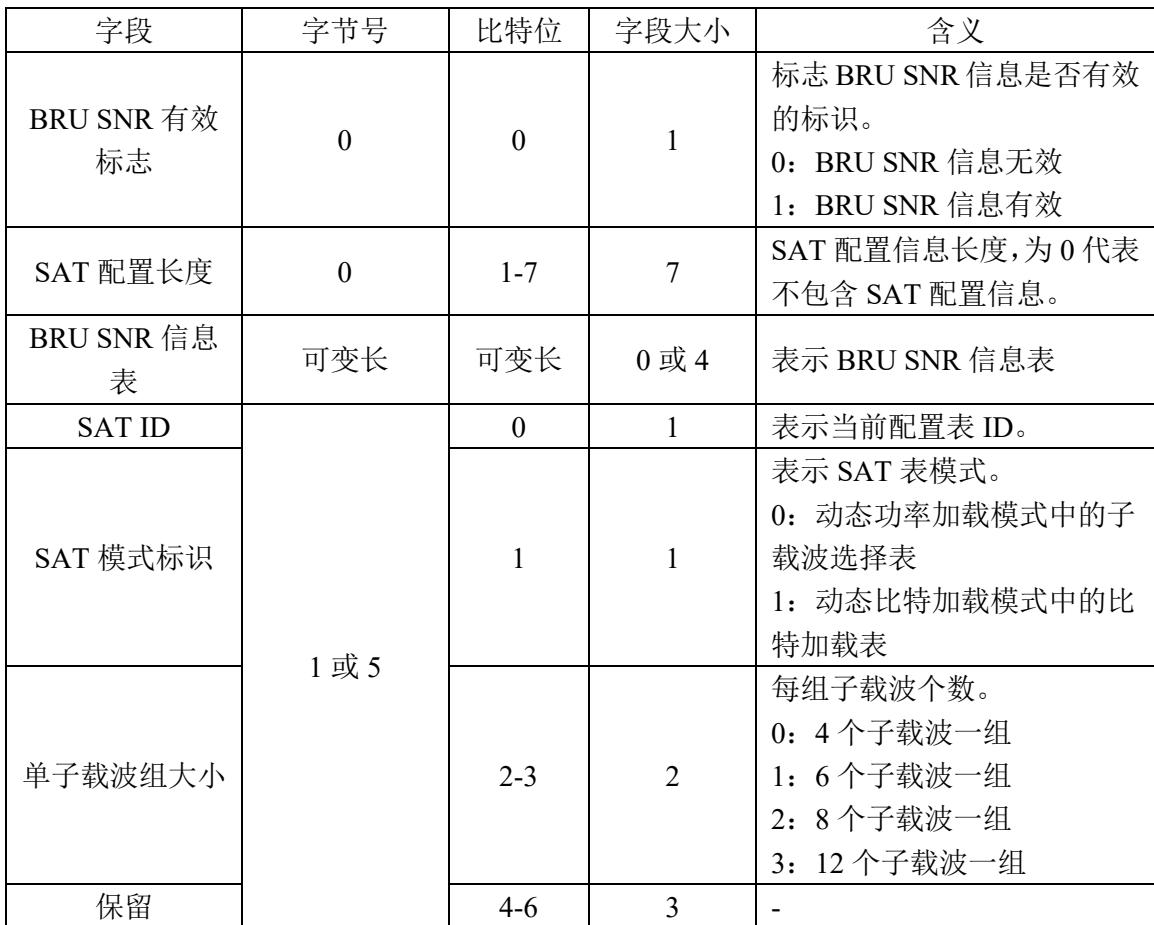 字段 字节号 比特位 字段大小 含义
BRU SNR 有效
标志
0 0 1
标志 BRU SNR 信息是否有效
的标识。
0：BRU SNR 信息无效
1：BRU SNR 信息有效
SAT 配置长度 0 1-7 7
SAT 配置信息长度，为 0 代表
不包含 SAT 配置信息。
BRU SNR 信息
表
可变长 可变长 0 或 4 表示 BRU SNR 信息表
SAT ID 0 1 表示当前配置表 ID。
SAT 模式标识 1 1
表示 SAT 表模式。
0：动态功率加载模式中的子
载波选择表
1：动态比特加载模式中的比
特加载表
1 或 5
单子载波组大小 2-3 2
每组子载波个数。
0：4 个子载波一组
1：6 个子载波一组
2：8 个子载波一组
3：12 个子载波一组
保留 4-6 3 -